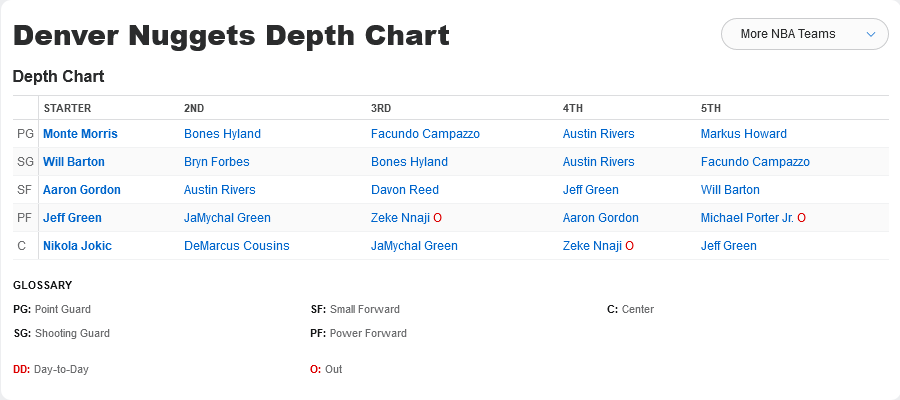 Denver Nuggets Depth Chart
More NBA Teams
Depth Chart
STARTER 2ND 3RD 4TH 5TH
PG Monte Morris Bones Hyland Facundo Campazzo Austin Rivers Markus Howard
SG Will Barton Bryn Forbes Bones Hyland Austin Rivers Facundo Campazzo
SF Aaron Gordon Austin Rivers Davon Reed Jeff Green Will Barton
PF Jeff Green JaMychal Green Zeke Nnaji O Aaron Gordon Michael Porter Jr. O
C Nikola Jokic DeMarcus Cousins JaMychal Green Zeke Nnaji O Jeff Green
GLOSSARY
PG: Point Guard SF: Small Forward C: Center
SG: Shooting Guard PF: Power Forward
DD: Day-to-Day O: Out